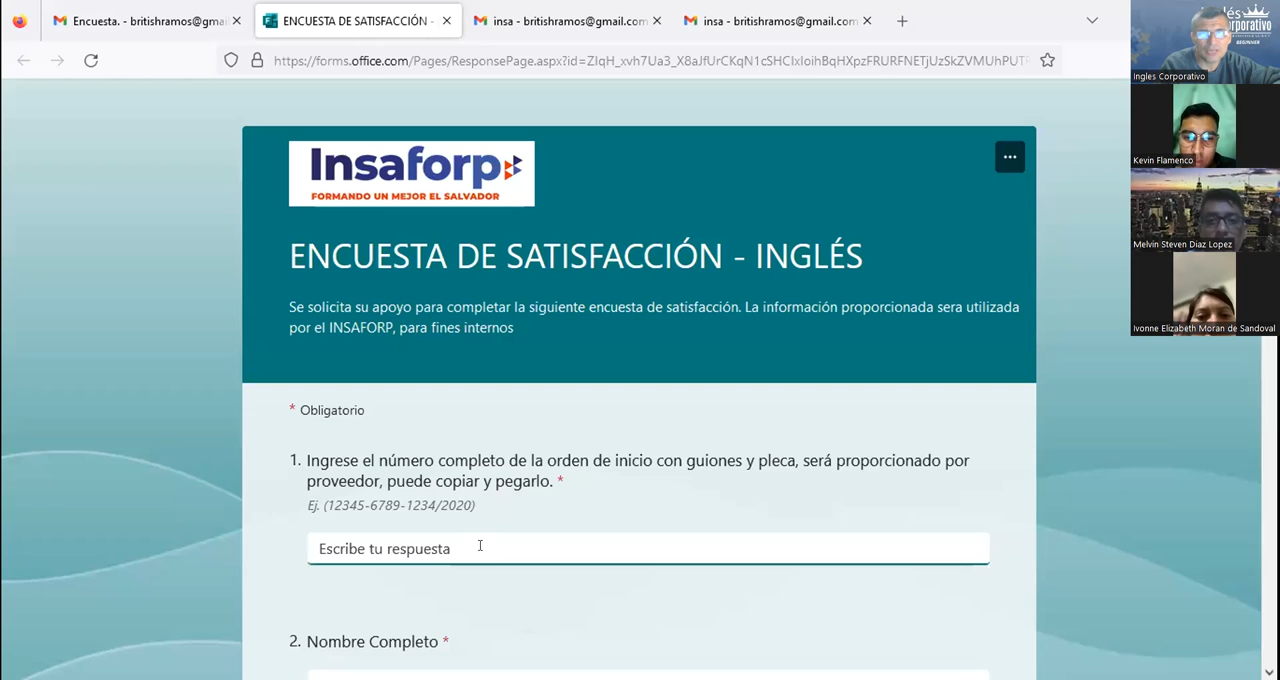 Encuesta. - britishramos@gmai
ENCUESTA DE SATISFACCIÓN -
insa - britishramos@gmail.com
insa - britishramos@gmail.com
https://forms.office.com/Pages/ResponsePage.aspx?id=
Insaforp
FORMANDO UN MEJOR EL SALVADOR
ENCUESTA DE SATISFACCIÓN - INGLÉS
Se solicita su apoyo para completar la siguiente encuesta de satisfacción. La información proporcionada sera utilizada
por el INSAFORP, para fines internos
* Obligatorio
1. Ingrese el número completo de la orden de inicio con guiones y pleca, será proporcionado por
proveedor, puede copiar y pegarlo. *
Ej. (12345-6789-1234/2020)
Escribe tu respuesta
2. Nombre Completo *
BEGINNER
Ingles Corporativo
Kevin Flamenco
Melvin Steven Diaz Lopez
Ivonne Elizabeth Moran de Sandoval